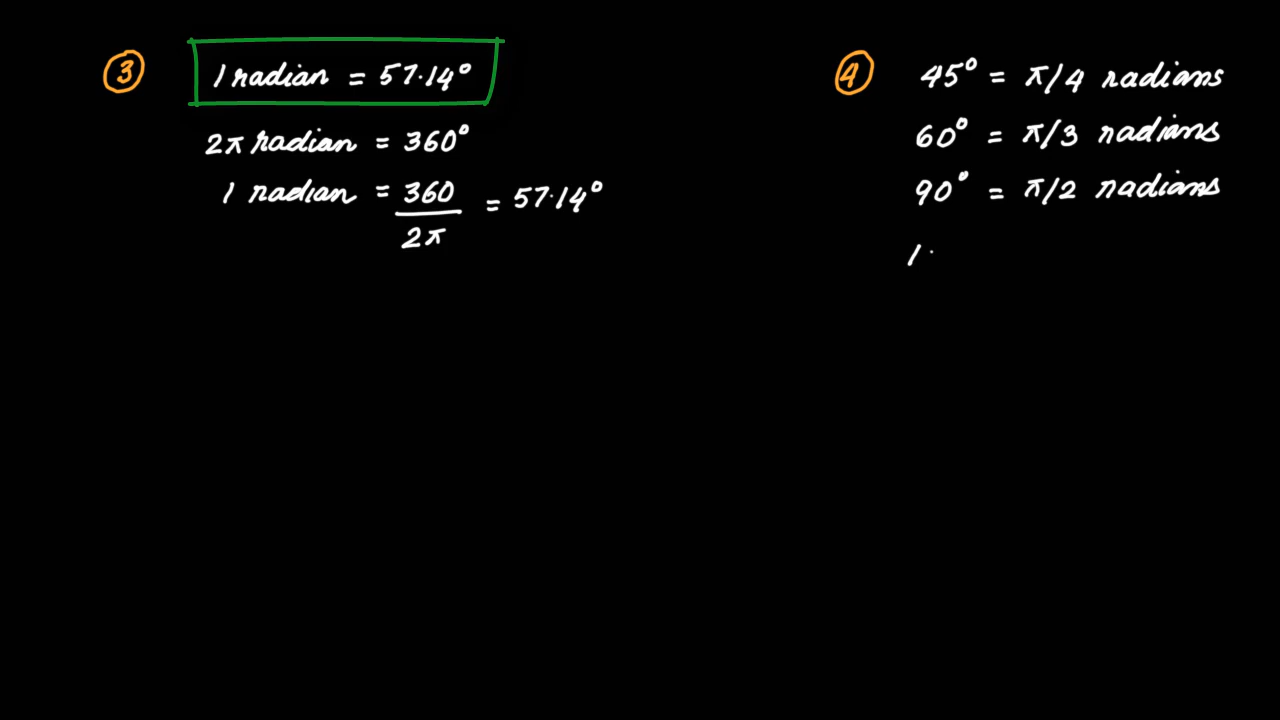 ③ 1 radian = 57.14°
2π radian = 360°
1 radian = 360/2π = 57.14°
④ 45° = π/4 radians
60° = π/3 radians
90° = π/2 radians
1